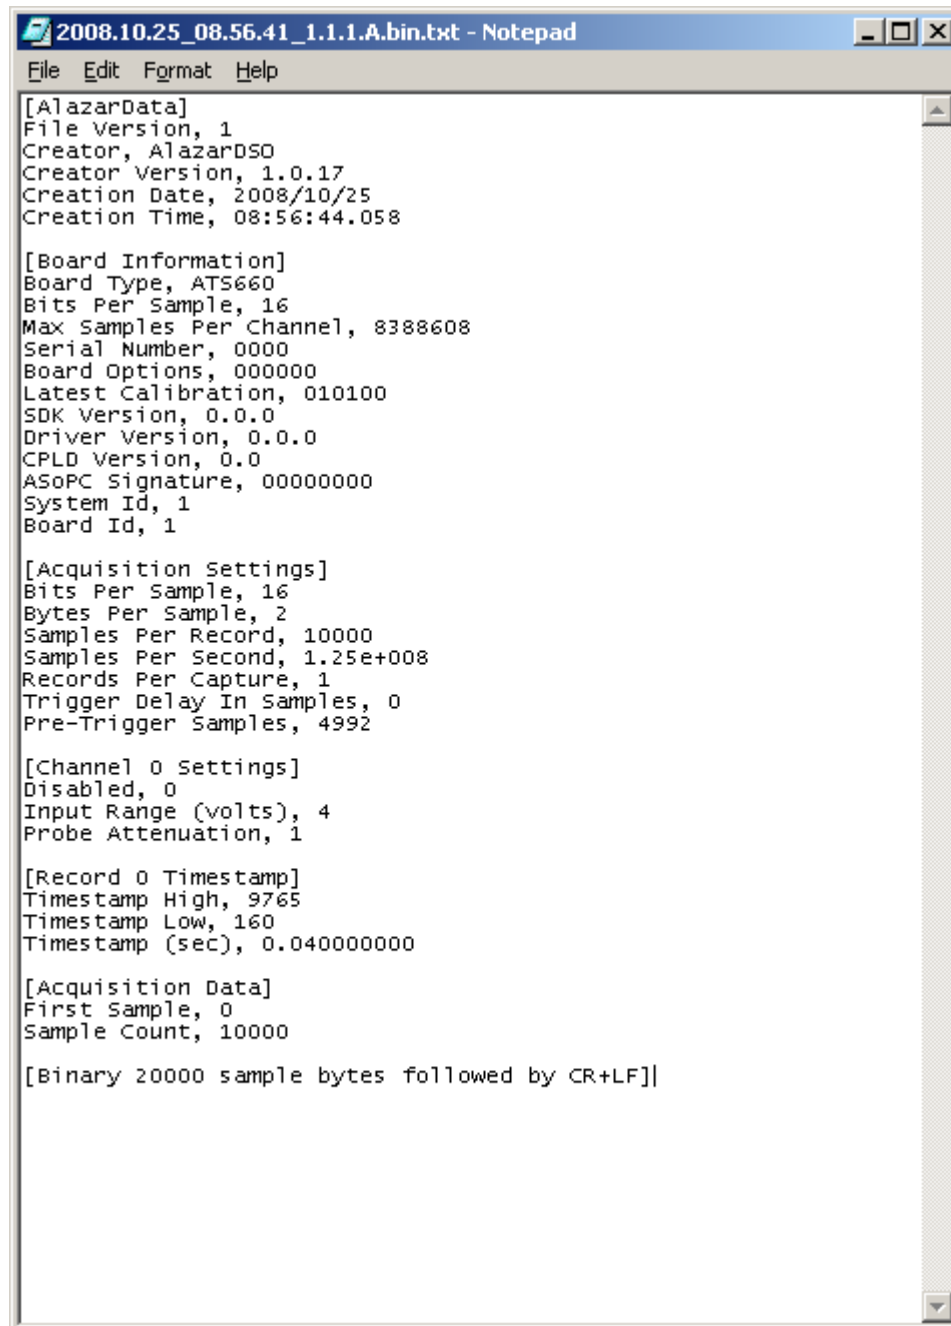 2008.10.25_08.56.41_1.1.1.A.bin.txt - Notepad
File Edit Format Help
[AlazarData]
File Version, 1
Creator, AlazarDSO
Creator Version, 1.0.17
Creation Date, 2008/10/25
Creation Time, 08:56:44.058
[Board Information]
Board Type, ATS660
Bits Per Sample, 16
Max Samples Per Channel, 8388608
Serial Number, 0000
Board Options, 000000
Latest Calibration, 010100
SDK Version, 0.0.0
Driver Version, 0.0.0
CPLD Version, 0.0
ASoPC Signature, 00000000
System Id, 1
Board Id, 1
[Acquisition Settings]
Bits Per Sample, 16
Bytes Per Sample, 2
Samples Per Record, 10000
Samples Per Second, 1.25e+008
Records Per Capture, 1
Trigger Delay In Samples, 0
Pre-Trigger Samples, 4992
[Channel 0 Settings]
Disabled, 0
Input Range (volts), 4
Probe Attenuation, 1
[Record 0 Timestamp]
Timestamp High, 9765
Timestamp Low, 160
Timestamp (sec), 0.040000000
[Acquisition Data]
First Sample, 0
Sample Count, 10000
[Binary 20000 sample bytes followed by CR+LF]